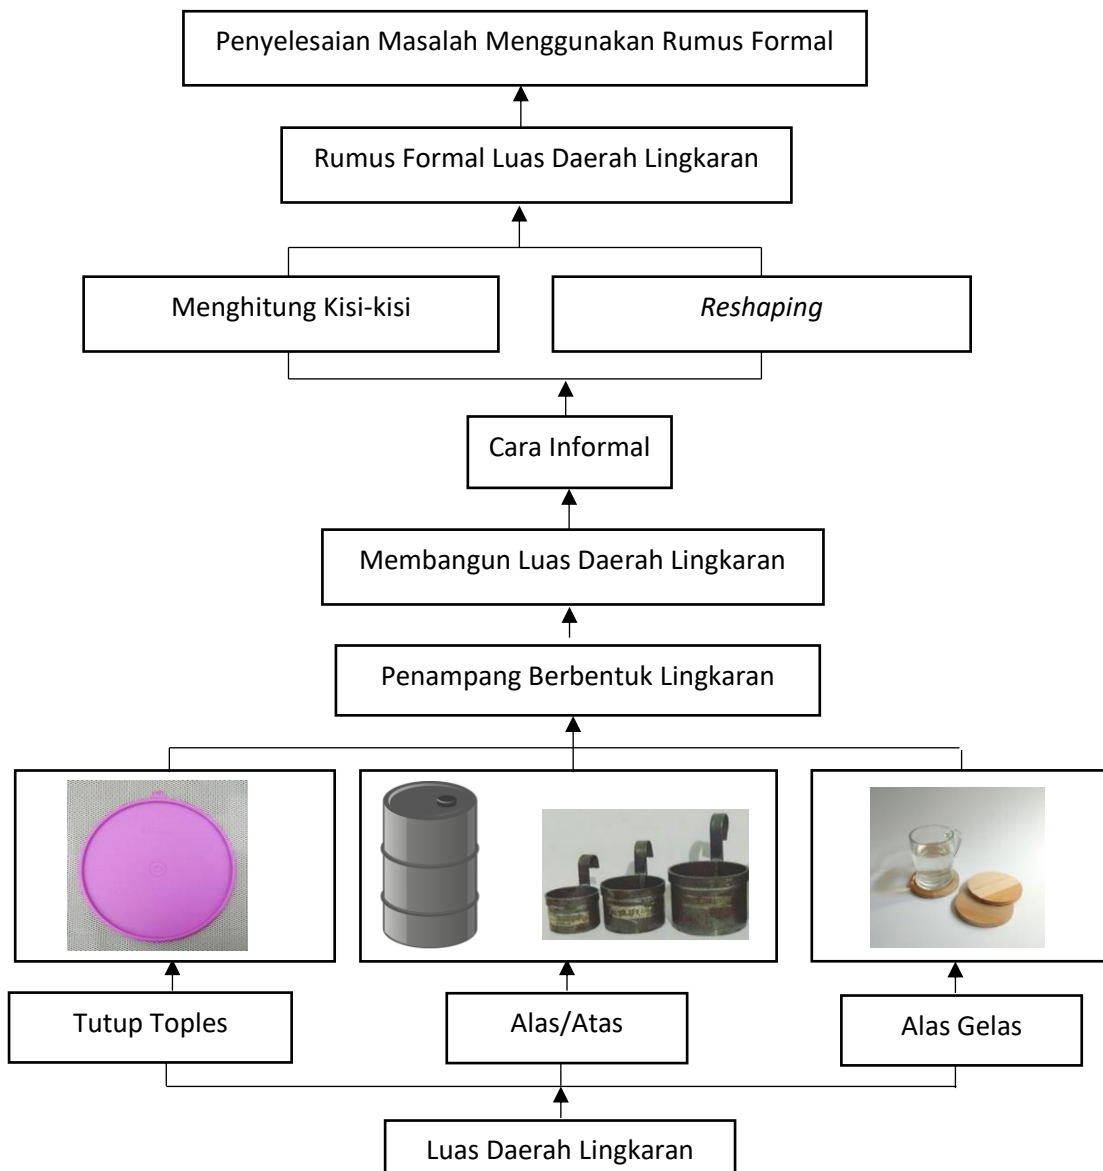 Penyelesaian Masalah Menggunakan Rumus Formal
Rumus Formal Luas Daerah Lingkaran
Menghitung Kisi-kisi
Reshaping
Cara Informal
Membangun Luas Daerah Lingkaran
Penampang Berbentuk Lingkaran
Tutup Toples
Alas/Atas
Alas Gelas
Luas Daerah Lingkaran